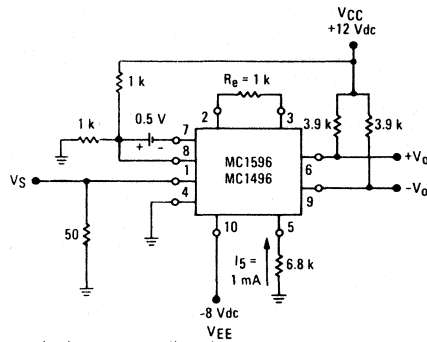 VCC
+12 Vdc
1 k
Re = 1 k
2
3
3.9 k
3.9 k
1 k
0.5 V
+ -
7
8
MC1596
MC1496
6
+Vo
VS
1
4
9
-Vo
50
10
5
I5 =
1 mA
6.8 k
-8 Vdc
VEE